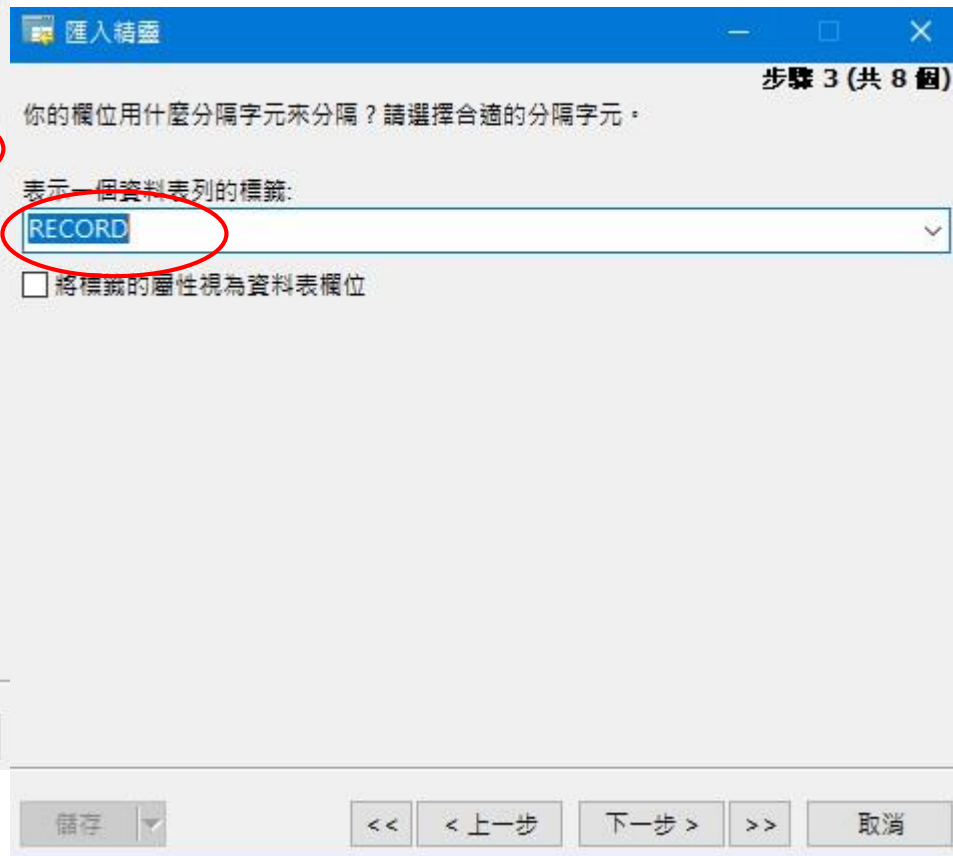 匯入精靈
步驟 3 (共 8 個)
你的欄位用什麼分隔字元來分隔？請選擇合適的分隔字元。
表示一個資料表列的標籤:
RECORD
將標籤的屬性視為資料表欄位
儲存
<<
< 上一步
下一步 >
>>
取消